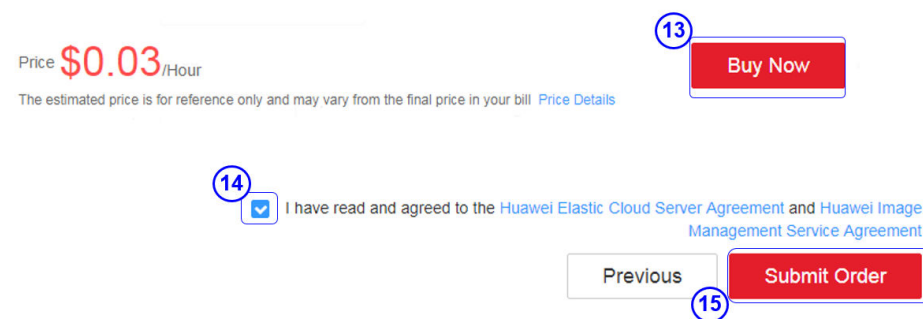 13
Price $0.03/Hour
Buy Now
The estimated price is for reference only and may vary from the final price in your bill Price Details
14
I have read and agreed to the Huawei Elastic Cloud Server Agreement and Huawei Image
Management Service Agreement
Previous
Submit Order
15